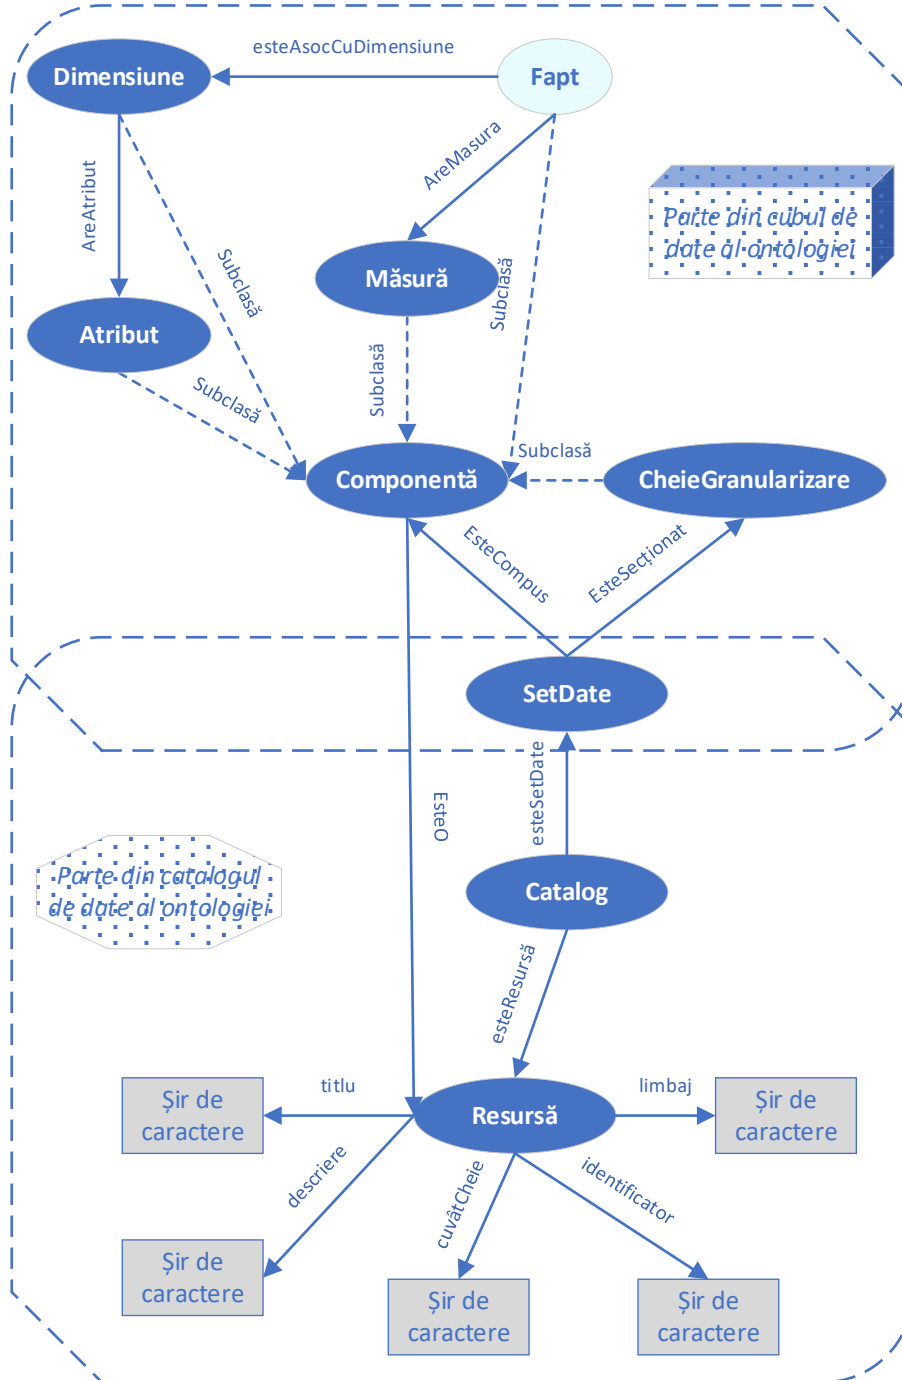 esteAsocCuDimensiune
Dimensiune
Fapt
AreMasura
AreAtribut
Parte din cubul de
date al ontologiei
Subclasă
Măsură
Subclasă
Atribut
Subclasă
Subclasă
Subclasă
Componentă
CheieGranularizare
EsteCompus
EsteSecționat
SetDate
esteSetDate
EsteO
Parte din catalogul
de date al ontologiei
Catalog
esteResursă
titlu
limbaj
Șir de
caractere
Resursă
Șir de
caractere
descriere
cuvâtCheie
identificator
Șir de
caractere
Șir de
caractere
Șir de
caractere